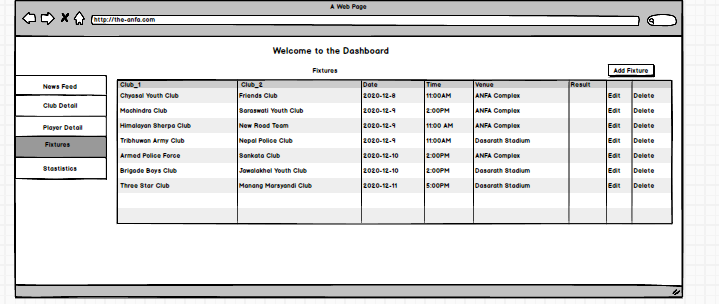 A Web Page
http://the-anfa.com
Welcome to the Dashboard
Fixtures
Add Fixture
News Feed
Club Detail
Player Detail
Fixtures
Stastistics
Club_1 Club_2 Date Time Venue Result
Chyasal Youth Club Friends Club 2020-12-8 11:00AM ANFA Complex Edit Delete
Machindra Club Saraswati Youth Club 2020-12-9 2:00PM ANFA Complex Edit Delete
Himalayan Sherpa Club New Road Team 2020-12-9 11:00 AM ANFA Complex Edit Delete
Tribhuwan Army Club Nepal Police Club 2020-12-9 11:00AM Dasarath Stadium Edit Delete
Armed Police Force Sankata Club 2020-12-10 2:00PM ANFA Complex Edit Delete
Brigade Boys Club Jawalakhel Youth Club 2020-12-10 2:00PM Dasarath Stadium Edit Delete
Three Star Club Manang Marsyandi Club 2020-12-11 5:00PM Dasarath Stadium Edit Delete